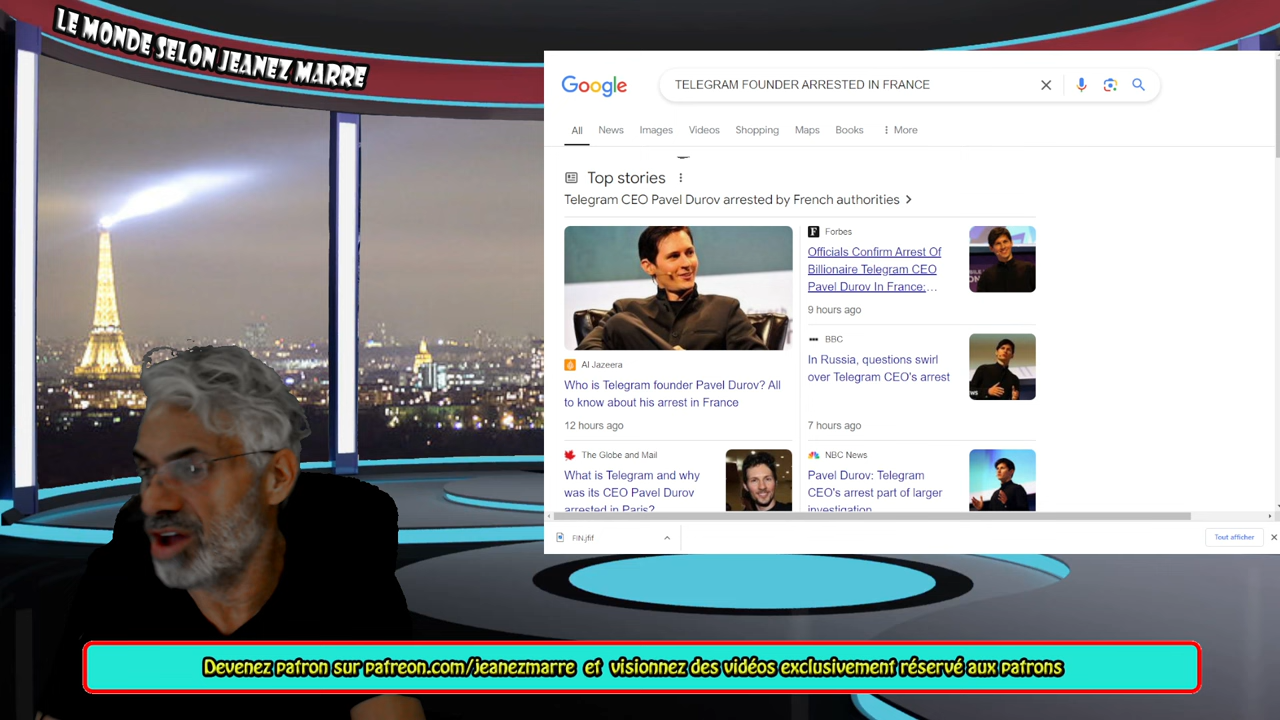 LE MONDE SELON JEANEZ MARRE
Google
TELEGRAM FOUNDER ARRESTED IN FRANCE
All News Images Videos Shopping Maps Books More
Top stories
Telegram CEO Pavel Durov arrested by French authorities
Al Jazeera
Who is Telegram founder Pavel Durov? All
to know about his arrest in France
12 hours ago
Forbes
Officials Confirm Arrest Of
Billionaire Telegram CEO
Pavel Durov In France:...
9 hours ago
BBC
In Russia, questions swirl
over Telegram CEO's arrest
7 hours ago
The Globe and Mail
What is Telegram and why
was its CEO Pavel Durov
arrested in Paris?
NBC News
Pavel Durov: Telegram
CEO's arrest part of larger
investigation
FIN.jfif
Tout afficher
Devenez patron sur patreon.com/jeanezmarre et visionnez des vidéos exclusivement réservé aux patrons